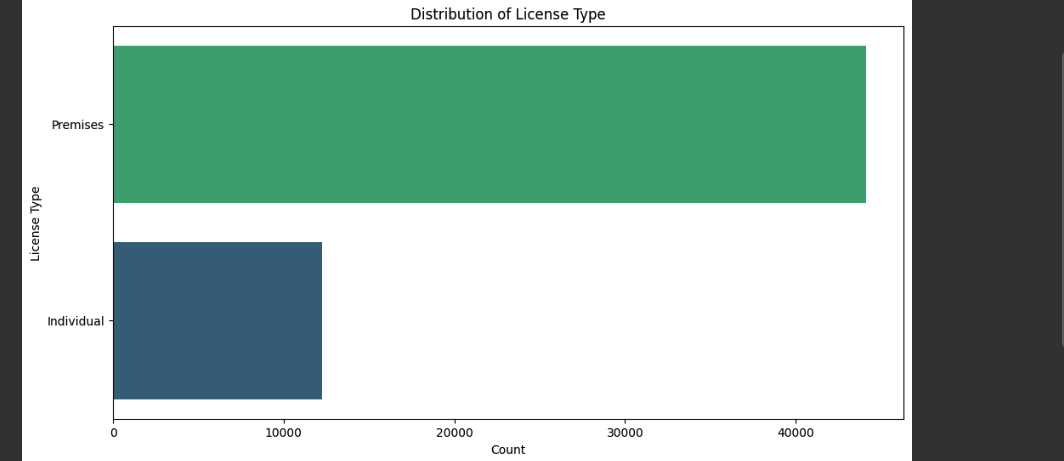 Distribution of License Type
License Type
Premises
Individual
0 10000 20000 30000 40000
Count